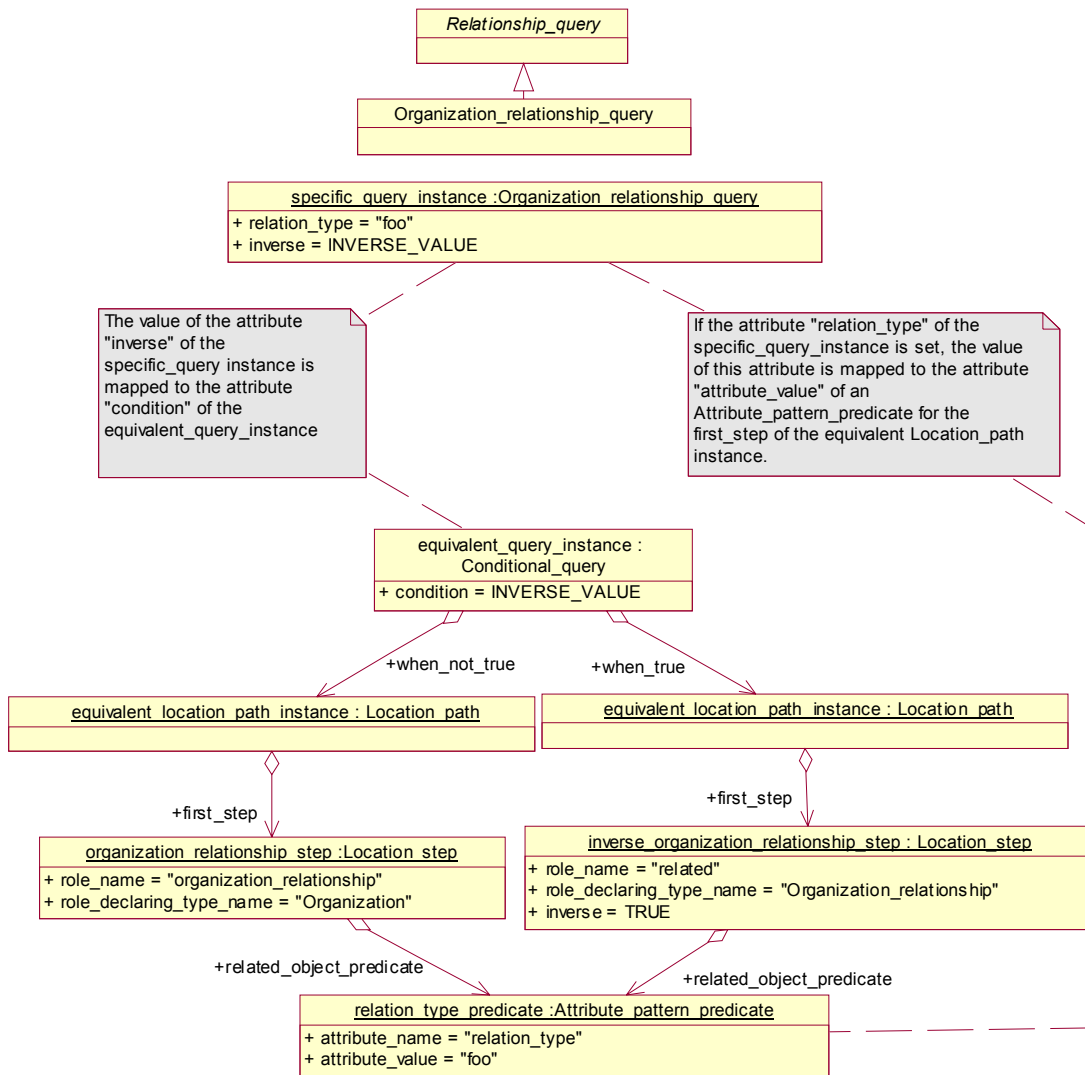 Relationship_query
Organization_relationship_query
specific_query_instance :Organization_relationship_query
+ relation_type = "foo"
+ inverse = INVERSE_VALUE
The value of the attribute
"inverse" of the
specific_query instance is
mapped to the attribute
"condition" of the
equivalent_query_instance
If the attribute "relation_type" of the
specific_query_instance is set, the value
of this attribute is mapped to the attribute
"attribute_value" of an
Attribute_pattern_predicate for the
first_step of the equivalent Location_path
instance.
equivalent_query_instance :
Conditional_query
+ condition = INVERSE_VALUE
+when_not_true
+when_true
equivalent_location_path_instance : Location_path
equivalent_location_path_instance : Location_path
+first_step
+first_step
organization_relationship_step :Location_step
+ role_name = "organization_relationship"
+ role_declaring_type_name = "Organization"
inverse_organization_relationship_step : Location_step
+ role_name = "related"
+ role_declaring_type_name = "Organization_relationship"
+ inverse = TRUE
+related_object_predicate
+related_object_predicate
relation_type_predicate :Attribute_pattern_predicate
+ attribute_name = "relation_type"
+ attribute_value = "foo"